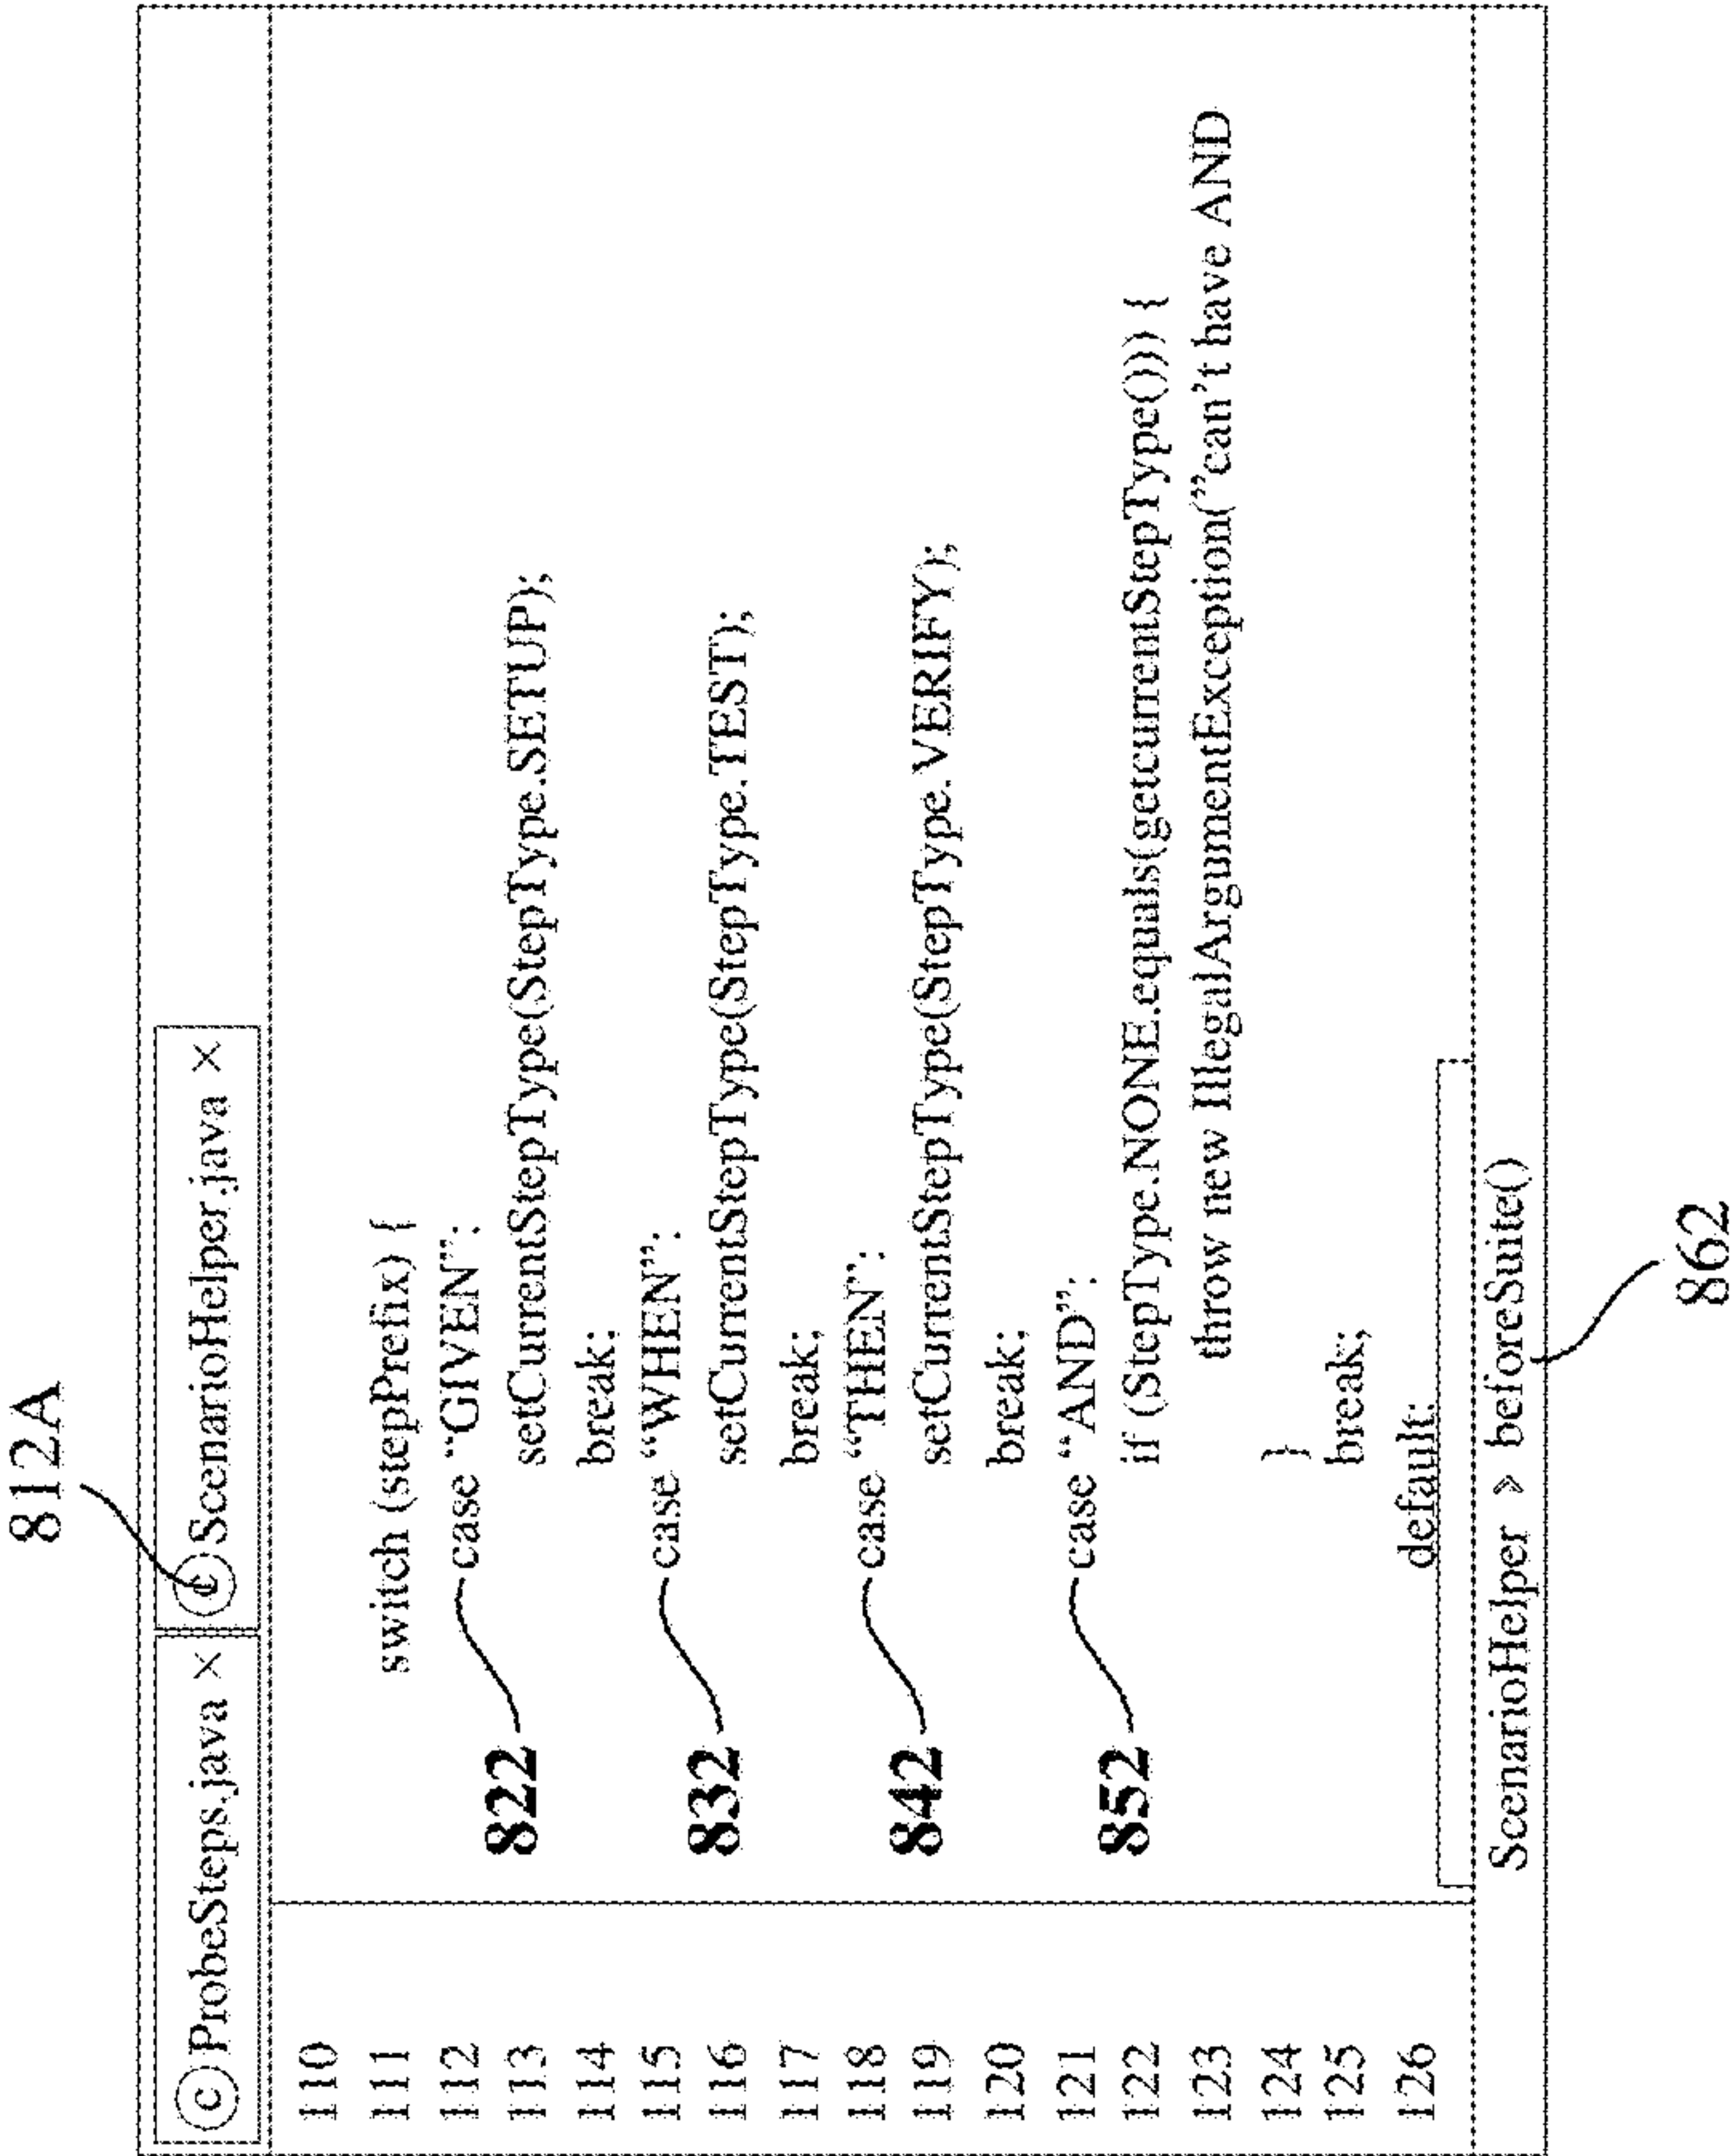 812A
ⓒ ProbeSteps.java × ⓒ ScenarioHelper.java ×
110
111 switch (stepPrefix) {
112 822 case “GIVEN”:
113 setCurrentStepType(StepType.SETUP);
114 break;
115 832 case “WHEN”:
116 setCurrentStepType(StepType.TEST);
117 break;
118 842 case “THEN”:
119 setCurrentStepType(StepType.VERIFY);
120 break;
121 852 case “AND”:
122 if (StepType.NONE.equals(getcurrentStepType())) {
123 throw new IllegalArgumentException(”can’t have AND
124 }
125 break;
126 default:
ScenarioHelper » beforeSuite()
862